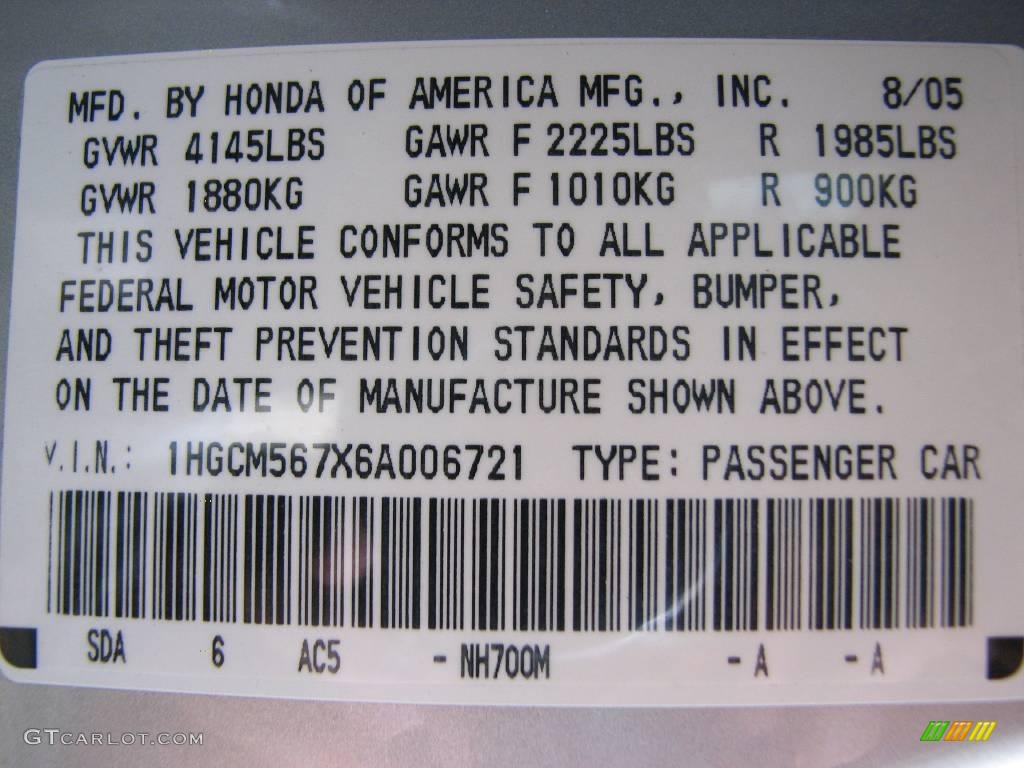 MFD. BY HONDA OF AMERICA MFG., INC. 8/05
GVWR 4145LBS GAWR F 2225LBS R 1985LBS
GVWR 1880KG GAWR F 1010KG R 900KG
THIS VEHICLE CONFORMS TO ALL APPLICABLE
FEDERAL MOTOR VEHICLE SAFETY, BUMPER,
AND THEFT PREVENTION STANDARDS IN EFFECT
ON THE DATE OF MANUFACTURE SHOWN ABOVE.
V.I.N.: 1HGCM567X6A006721 TYPE: PASSENGER CAR
SDA 6 AC5 - NH700M - A - A
GTCARLOT.COM